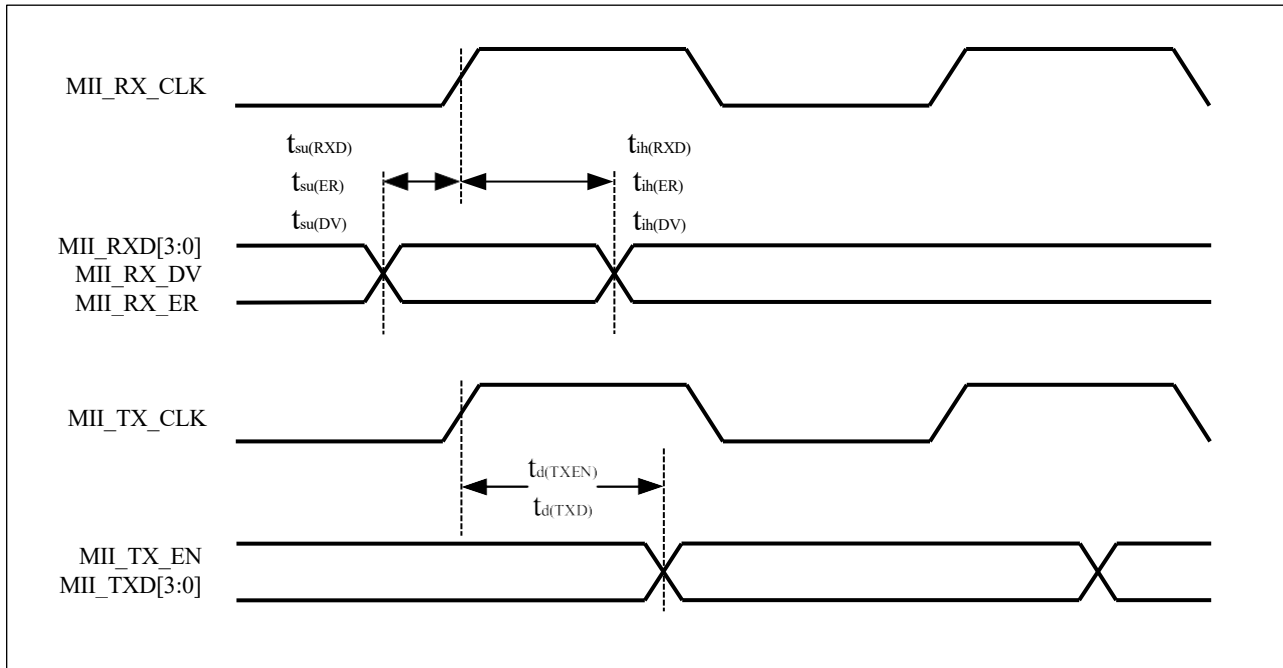 MII_RX_CLK
tsu(RXD)
tih(RXD)
tsu(ER)
tih(ER)
tsu(DV)
tih(DV)
MII_RXD[3:0]
MII_RX_DV
MII_RX_ER
MII_TX_CLK
td(TXEN)
td(TXD)
MII_TX_EN
MII_TXD[3:0]